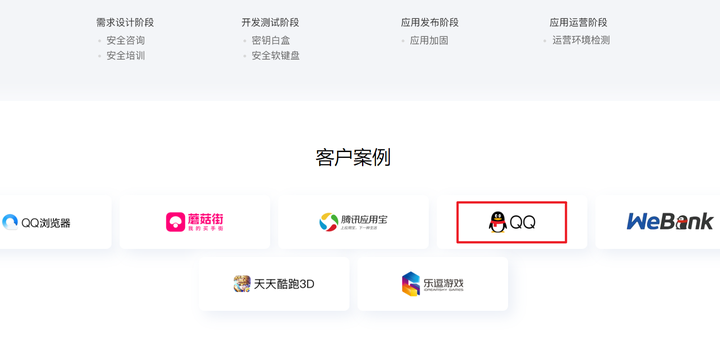 需求设计阶段 开发测试阶段 应用发布阶段 应用运营阶段
安全咨询 密钥白盒 应用加固 运营环境检测
安全培训 安全软键盘
客户案例
QQ浏览器 蘑菇街 腾讯应用宝 QQ WeBank
我的买手街
天天酷跑3D 乐逗游戏